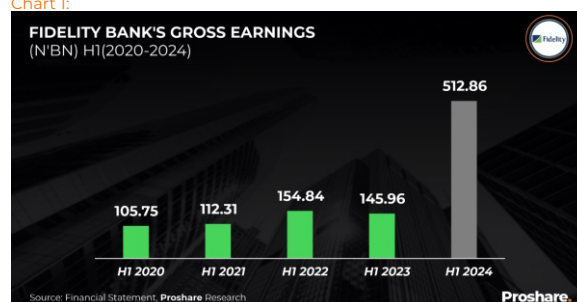 Chart 1:
FIDELITY BANK'S GROSS EARNINGS
(N'BN) H1(2020-2024)
Fidelity
512.86
154.84
145.96
112.31
105.75
H1 2020 H1 2021 H1 2022 H1 2023 H1 2024
Source: Financial Statement, Proshare Research
Proshare